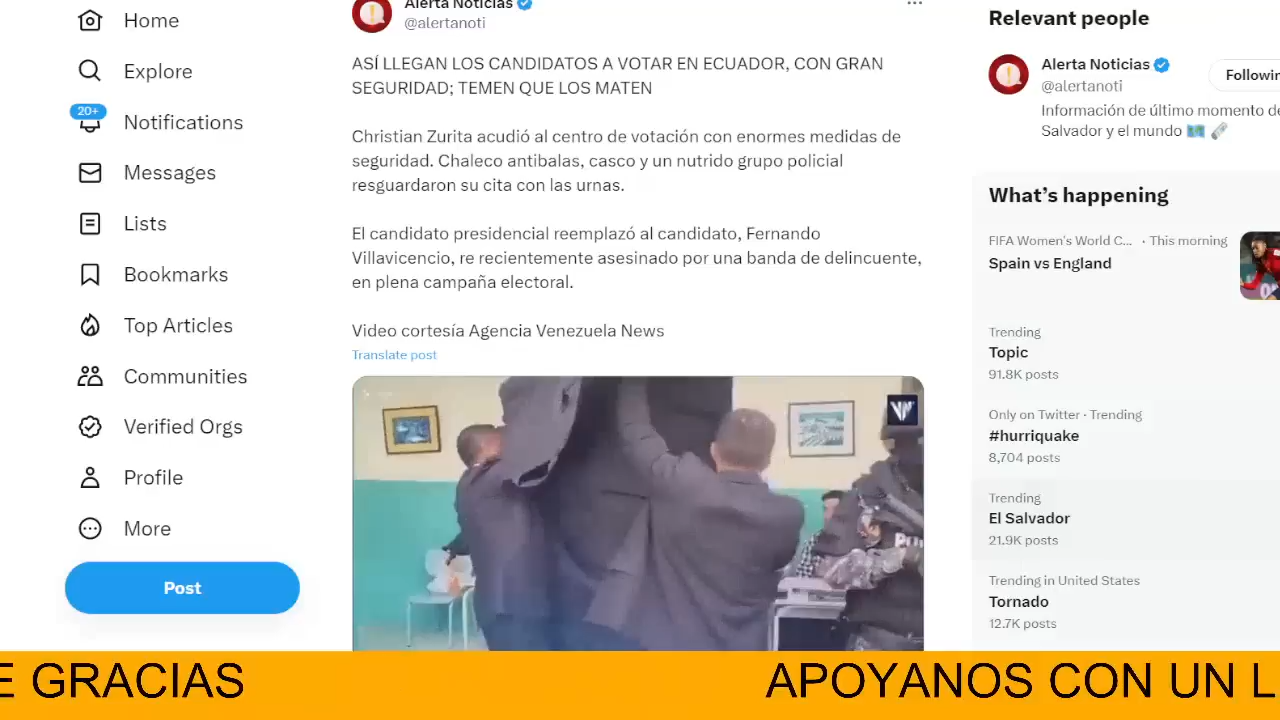 Home
Explore
20+
Notifications
Messages
Lists
Bookmarks
Top Articles
Communities
Verified Orgs
Profile
More
Post
Alerta Noticias
@alertanoti
ASÍ LLEGAN LOS CANDIDATOS A VOTAR EN ECUADOR, CON GRAN
SEGURIDAD; TEMEN QUE LOS MATEN
Christian Zurita acudió al centro de votación con enormes medidas de
seguridad. Chaleco antibalas, casco y un nutrido grupo policial
resguardaron su cita con las urnas.
El candidato presidencial reemplazó al candidato, Fernando
Villavicencio, re recientemente asesinado por una banda de delincuente,
en plena campaña electoral.
Video cortesía Agencia Venezuela News
Translate post
Relevant people
Alerta Noticias
@alertanoti
Followin
Información de último momento de
Salvador y el mundo
What’s happening
FIFA Women's World C... · This morning
Spain vs England
Trending
Topic
91.8K posts
Only on Twitter · Trending
#hurriquake
8,704 posts
Trending
El Salvador
21.9K posts
Trending in United States
Tornado
12.7K posts
E GRACIAS
APOYANOS CON UN L